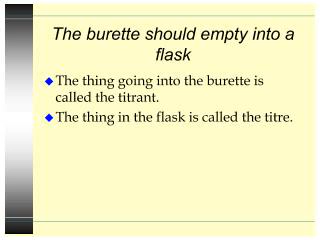 The burette should empty into a
flask
The thing going into the burette is
called the titrant.
The thing in the flask is called the titre.